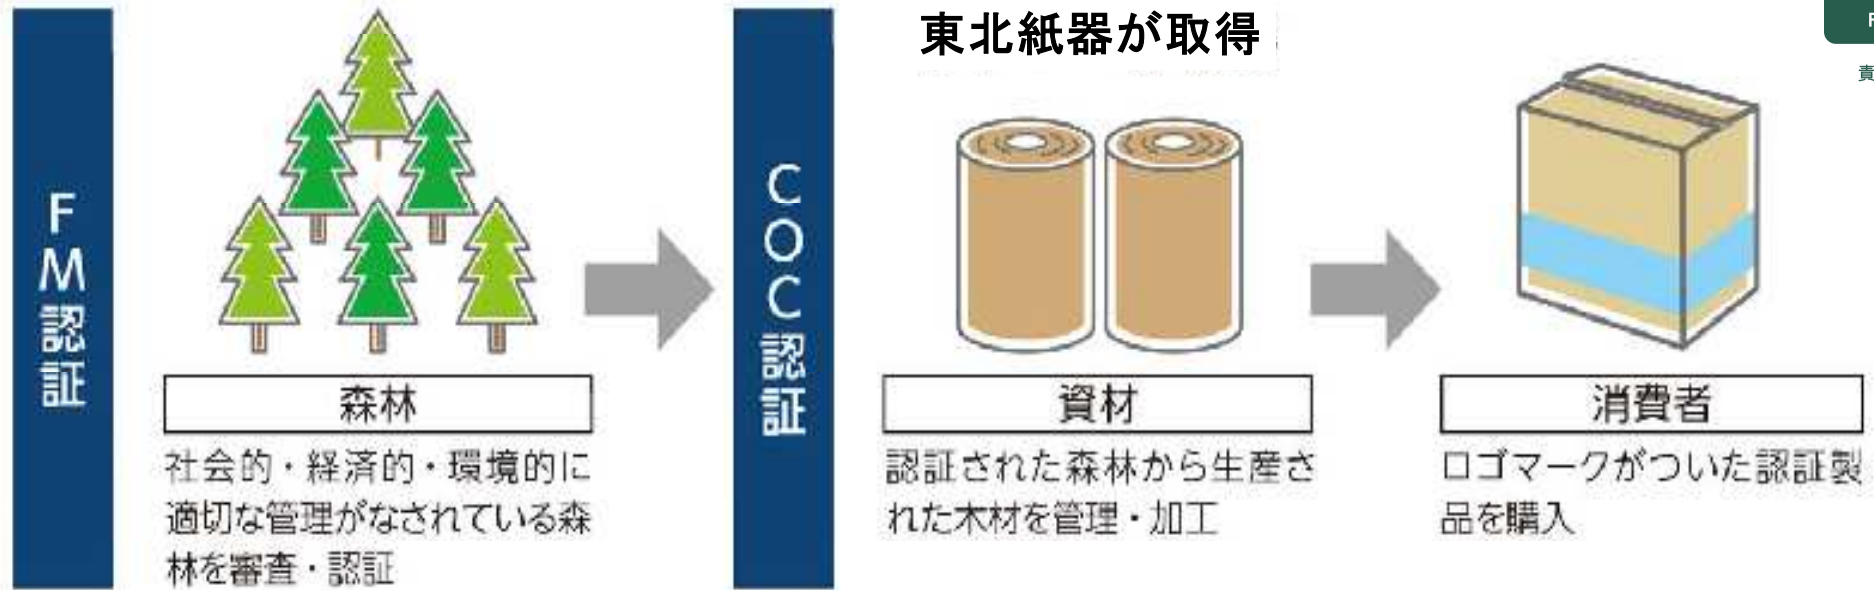 FM認証
森林
社会的・経済的・環境的に
適切な管理がなされている森
林を審査・認証
COC認証
東北紙器が取得
資材
認証された森林から生産さ
れた木材を管理・加工
消費者
ロゴマークがついた認証製
品を購入
F
責